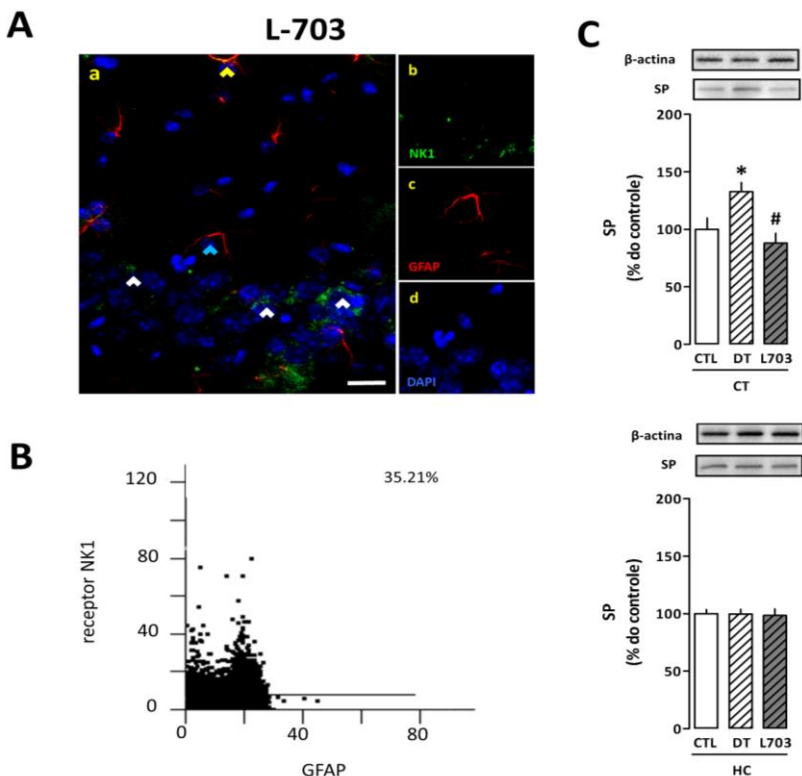 A
L-703
a
b
NK1
c
GFAP
d
DAPI
B
35.21%
receptor NK1
120
80
40
0
0
40
80
GFAP
C
β-actina
SP
200
150
100
50
0
SP
(% do controle)
*
#
CTL DT L703
CT
β-actina
SP
200
150
100
50
0
SP
(% do controle)
CTL DT L703
HC